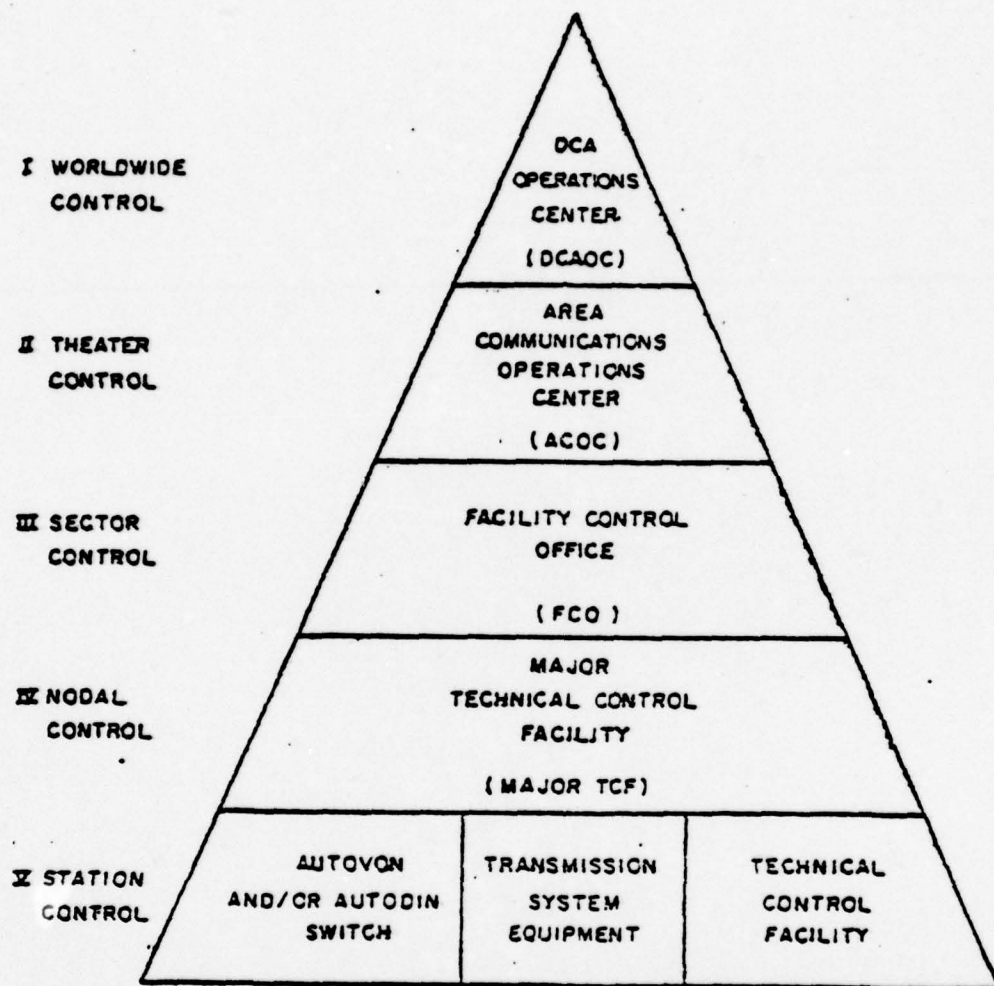 I WORLDWIDE
CONTROL
DCA
OPERATIONS
CENTER
(DCAOC)
II THEATER
CONTROL
AREA
COMMUNICATIONS
OPERATIONS
CENTER
(ACOC)
III SECTOR
CONTROL
FACILITY CONTROL
OFFICE
(FCO)
IV NODAL
CONTROL
MAJOR
TECHNICAL CONTROL
FACILITY
(MAJOR TCF)
V STATION
CONTROL
AUTOVON
AND/OR AUTODIN
SWITCH
TRANSMISSION
SYSTEM
EQUIPMENT
TECHNICAL
CONTROL
FACILITY